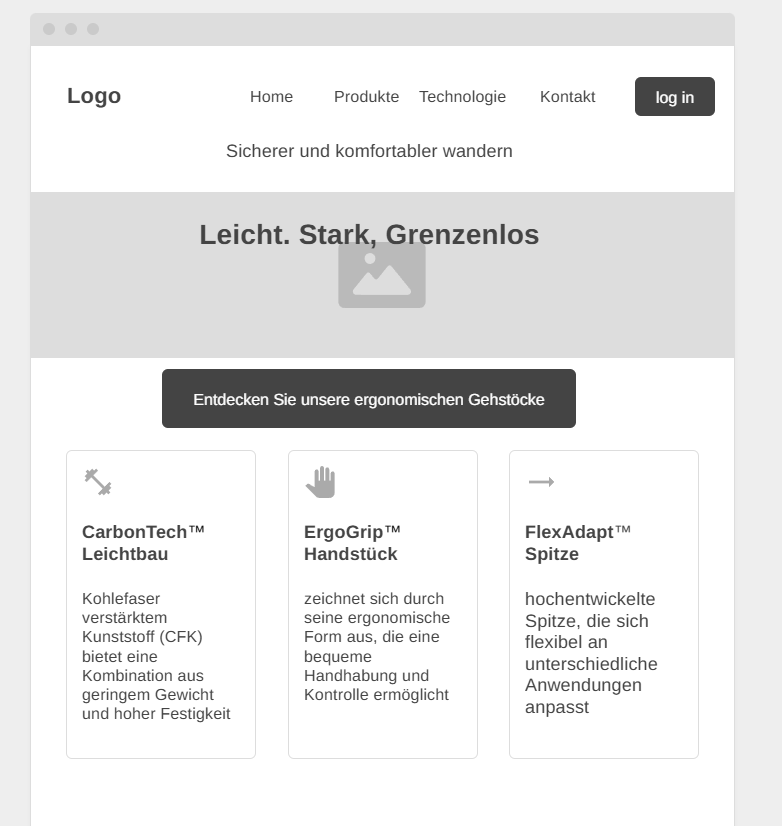 Logo
Home Produkte Technologie Kontakt log in
Sicherer und komfortabler wandern
Leicht. Stark, Grenzenlos
Entdecken Sie unsere ergonomischen Gehstöcke
CarbonTech™
Leichtbau
Kohlefaser
verstärktem
Kunststoff (CFK)
bietet eine
Kombination aus
geringem Gewicht
und hoher Festigkeit
ErgoGrip™
Handstück
zeichnet sich durch
seine ergonomische
Form aus, die eine
bequeme
Handhabung und
Kontrolle ermöglicht
FlexAdapt™
Spitze
hochentwickelte
Spitze, die sich
flexibel an
unterschiedliche
Anwendungen
anpasst